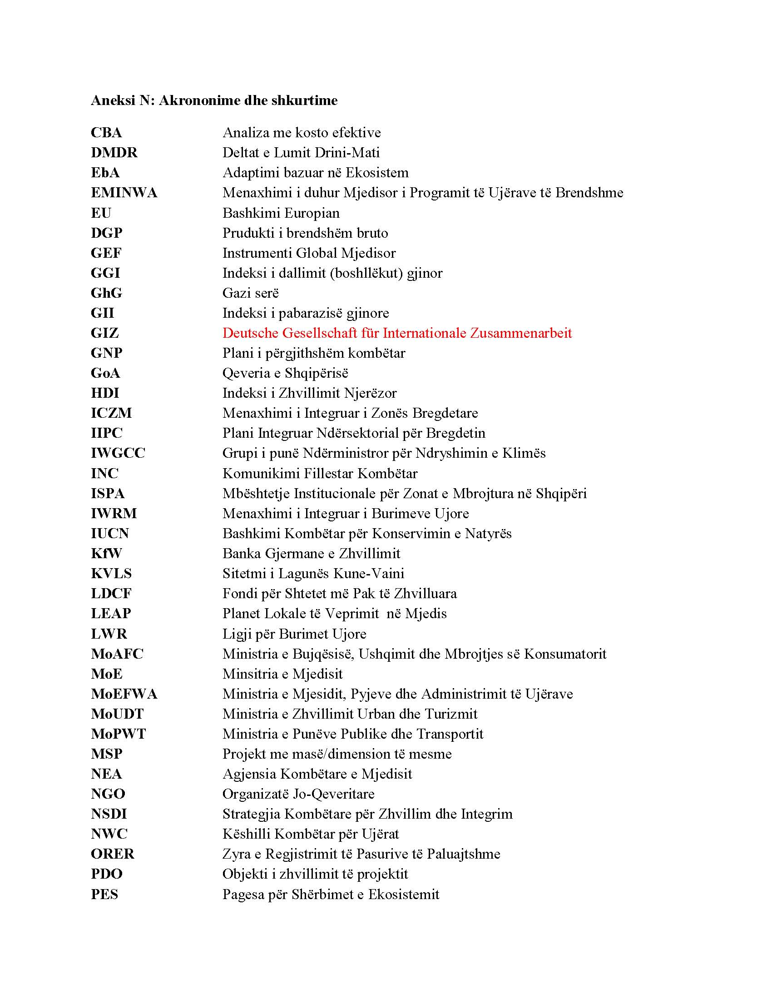 Aneksi N: Akrononime dhe shkurtime
CBA Analiza me kosto efektive
DMDR Deltat e Lumit Drini-Mati
EbA Adaptimi bazuar në Ekosistem
EMINWA Menaxhimi i duhur Mjedisor i Programit të Ujërave të Brendshme
EU Bashkimi Europian
DGP Prudukti i brendshëm bruto
GEF Instrumenti Global Mjedisor
GGI Indeksi i dallimit (boshllëkut) gjinor
GhG Gazi serë
GII Indeksi i pabarazisë gjinore
GIZ Deutsche Gesellschaft für Internationale Zusammenarbeit
GNP Plani i përgjithshëm kombëtar
GoA Qeveria e Shqipërisë
HDI Indeksi i Zhvillimit Njerëzor
ICZM Menaxhimi i Integruar i Zonës Bregdetare
IIPC Plani Integruar Ndërsektorial për Bregdetin
IWGCC Grupi i punë Ndërministror për Ndryshimin e Klimës
INC Komunikimi Fillestar Kombëtar
ISPA Mbështetje Institucionale për Zonat e Mbrojtura në Shqipëri
IWRM Menaxhimi i Integruar i Burimeve Ujore
IUCN Bashkimi Kombëtar për Konservimin e Natyrës
KfW Banka Gjermane e Zhvillimit
KVLS Sitetmi i Lagunës Kune-Vaini
LDCF Fondi për Shtetet më Pak të Zhvilluara
LEAP Planet Lokale të Veprimit në Mjedis
LWR Ligji për Burimet Ujore
MoAFC Ministria e Bujqësisë, Ushqimit dhe Mbrojtjes së Konsumatorit
MoE Minsitria e Mjedisit
MoEFWA Ministria e Mjesidit, Pyjeve dhe Administrimit të Ujërave
MoUDT Ministria e Zhvillimit Urban dhe Turizmit
MoPWT Ministria e Punëve Publike dhe Transportit
MSP Projekt me masë/dimension të mesme
NEA Agjensia Kombëtare e Mjedisit
NGO Organizatë Jo-Qeveritare
NSDI Strategjia Kombëtare për Zhvillim dhe Integrim
NWC Këshilli Kombëtar për Ujërat
ORER Zyra e Regjistrimit të Pasurive të Paluajtshme
PDO Objekti i zhvillimit të projektit
PES Pagesa për Shërbimet e Ekosistemit